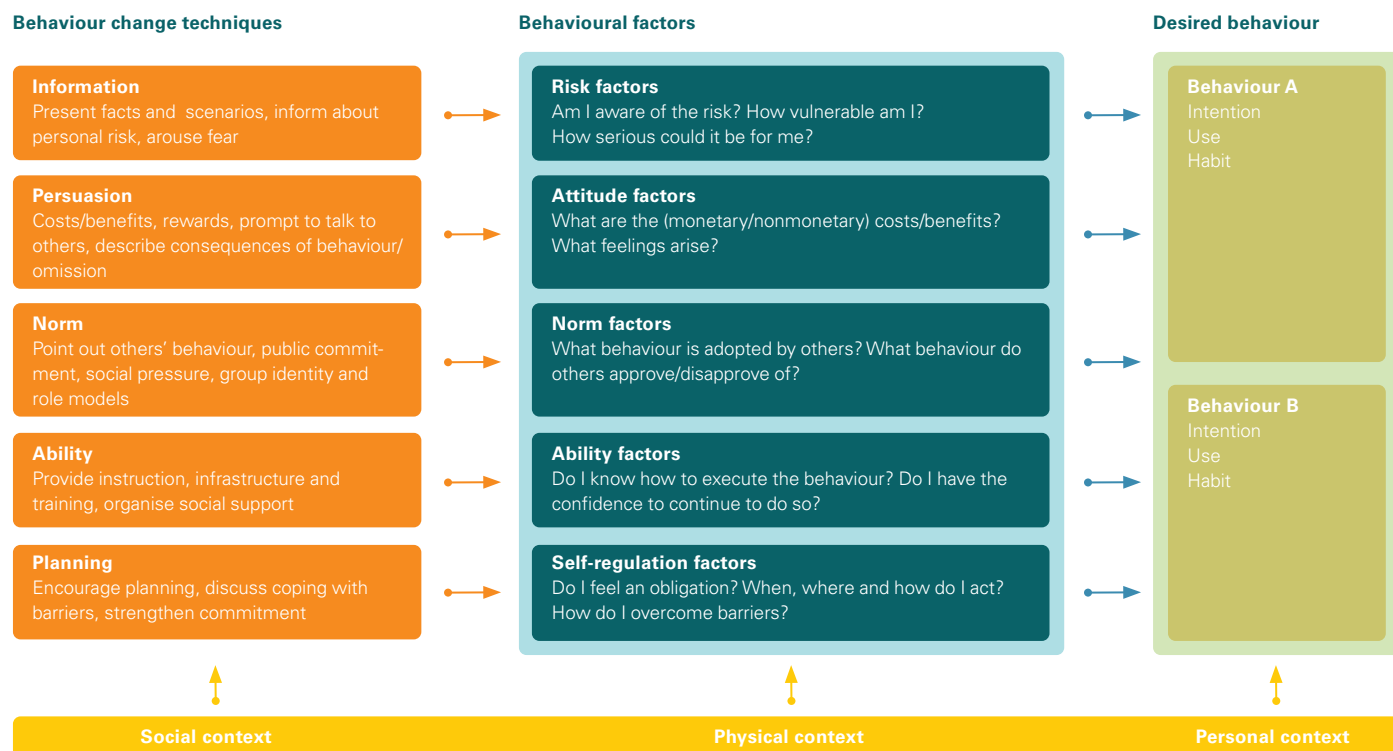 Behaviour change techniques
Behavioural factors
Desired behaviour
Information
Present facts and scenarios, inform about
personal risk, arouse fear
Risk factors
Am I aware of the risk? How vulnerable am I?
How serious could it be for me?
Behaviour A
Intention
Use
Habit
Persuasion
Costs/benefits, rewards, prompt to talk to
others, describe consequences of behaviour/
omission
Attitude factors
What are the (monetary/nonmonetary) costs/benefits?
What feelings arise?
Norm
Point out others’ behaviour, public commit-
ment, social pressure, group identity and
role models
Norm factors
What behaviour is adopted by others? What behaviour do
others approve/disapprove of?
Behaviour B
Intention
Use
Habit
Ability
Provide instruction, infrastructure and
training, organise social support
Ability factors
Do I know how to execute the behaviour? Do I have the
confidence to continue to do so?
Planning
Encourage planning, discuss coping with
barriers, strengthen commitment
Self-regulation factors
Do I feel an obligation? When, where and how do I act?
How do I overcome barriers?
Social context
Physical context
Personal context